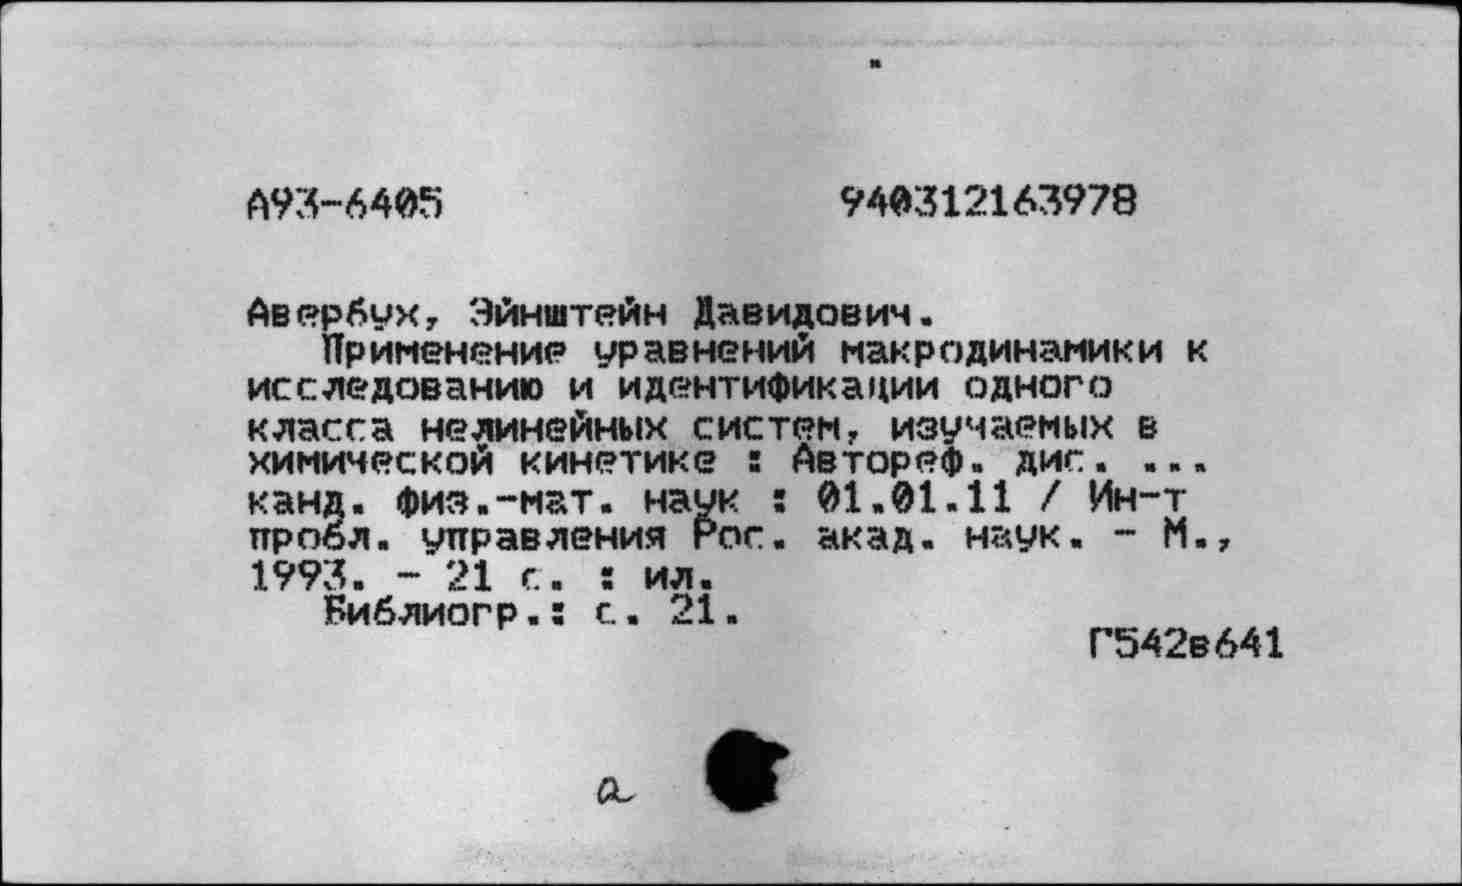 А93-6405 940312163978
Авербух, Эйнштейн Давидович.
Применение уравнений макродинамики к
исследованию и идентификации одного
класса нелинейных систем, изучаемых в
химической кинетике : Автореф. дис. ...
канд. физ.-мат. наук : 01.01.11 / Ин-т
пробл. управления Рос. акад. наук. - М.,
1993. - 21 с. : ил.
Библиогр.: с. 21.
Г542в641
а